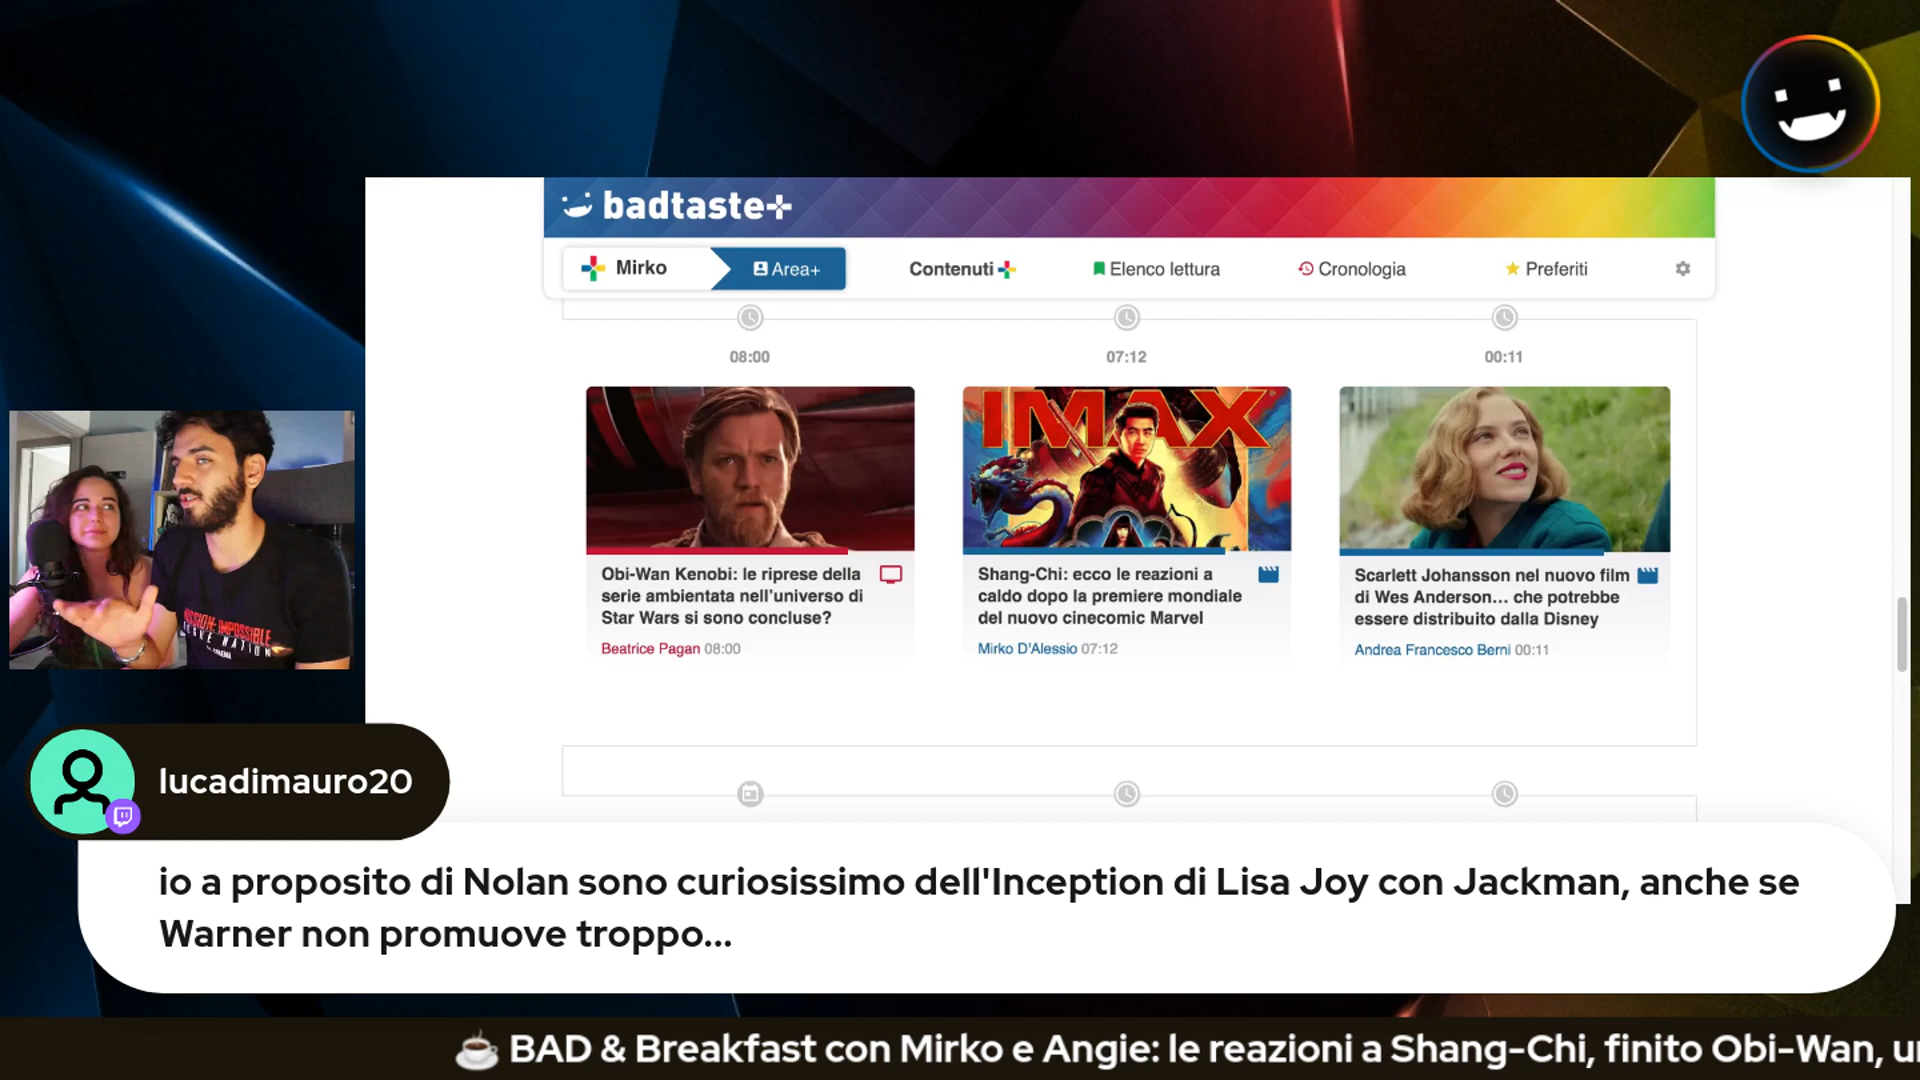 badtaste+
Mirko
Area+
Contenuti
Elenco lettura
Cronologia
Preferiti
08:00
07:12
00:11
IMAX
Obi-Wan Kenobi: le riprese della
serie ambientata nell'universo di
Star Wars si sono concluse?
Beatrice Pagan 08:00
Shang-Chi: ecco le reazioni a
caldo dopo la premiere mondiale
del nuovo cinecomic Marvel
Mirko D'Alessio 07:12
Scarlett Johansson nel nuovo film
di Wes Anderson... che potrebbe
essere distribuito dalla Disney
Andrea Francesco Berni 00:11
MISSION: IMPOSSIBLE
ROGUE NATION
lucadimauro20
io a proposito di Nolan sono curiosissimo dell'Inception di Lisa Joy con Jackman, anche se
Warner non promuove troppo...
☕ BAD & Breakfast con Mirko e Angie: le reazioni a Shang-Chi, finito Obi-Wan, u